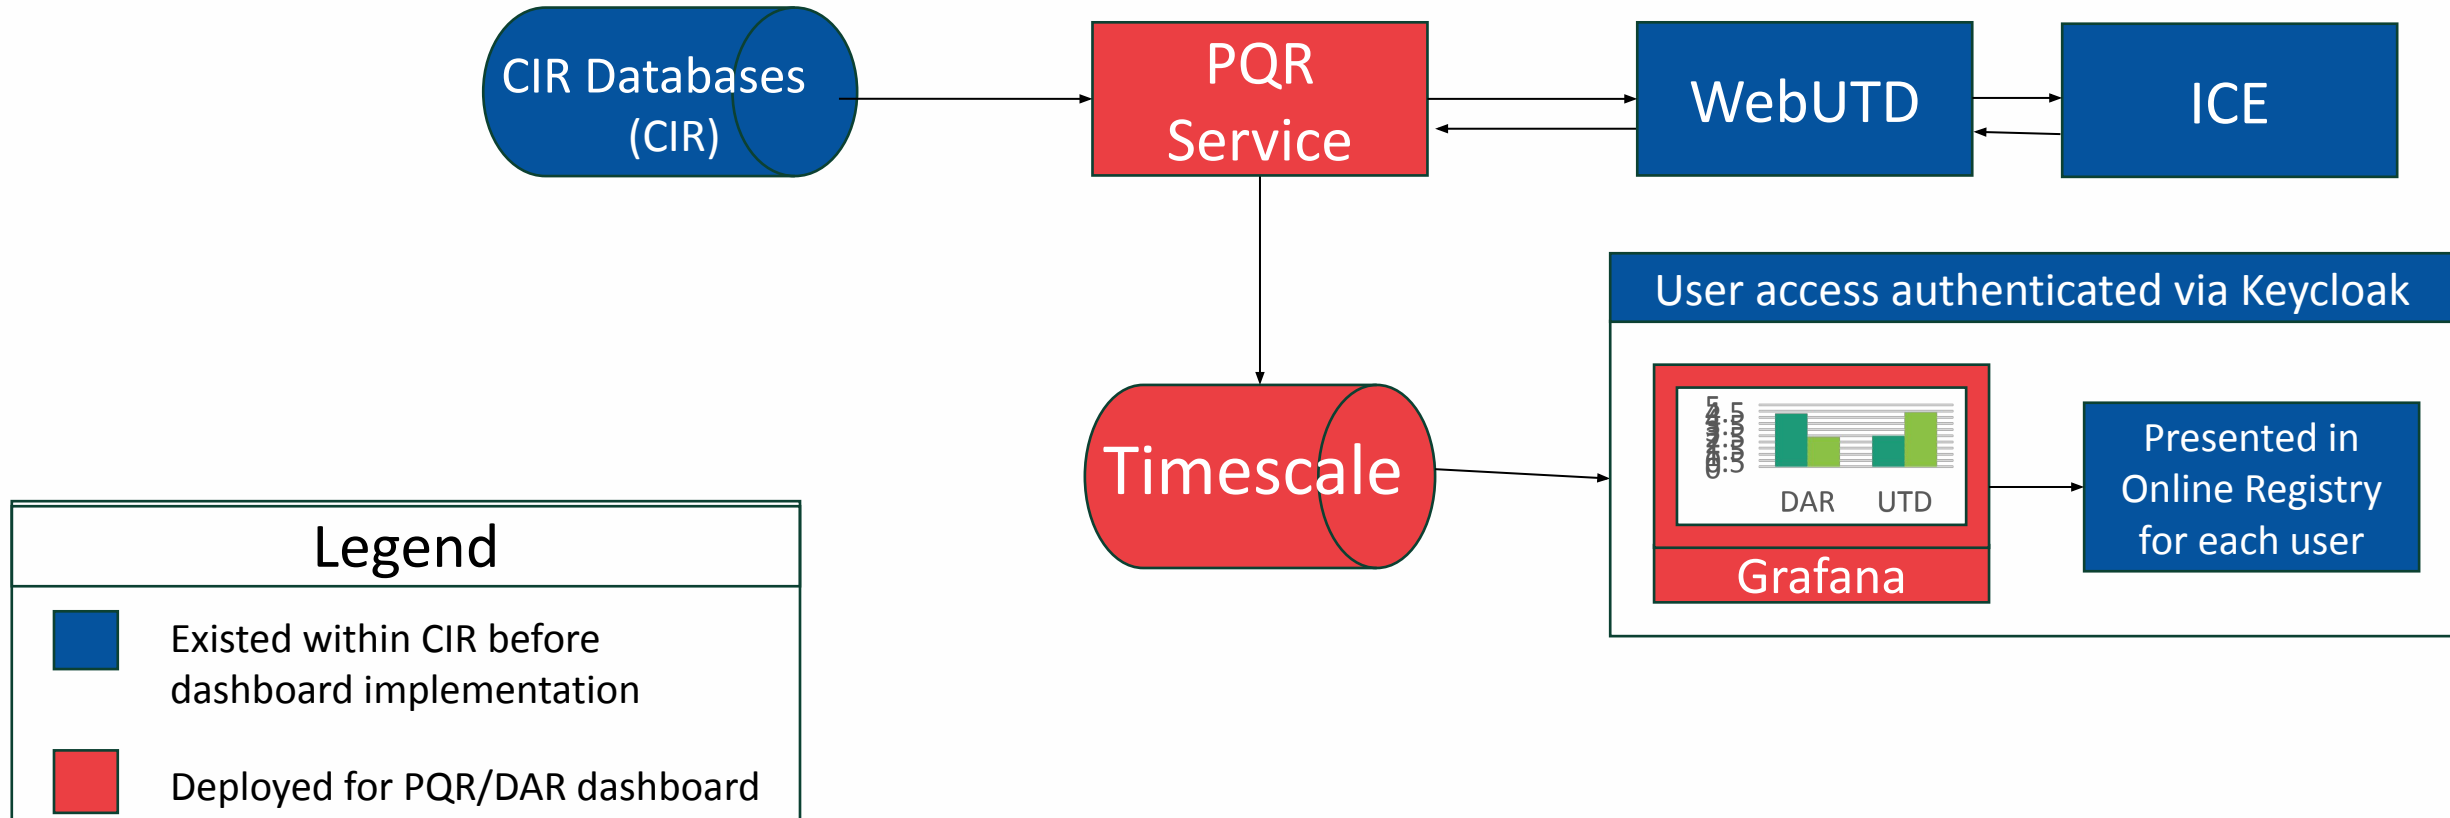 CIR Databases
(CIR)
PQR
Service
WebUTD
ICE
User access authenticated via Keycloak
Timescale
DAR UTD
Grafana
Presented in
Online Registry
for each user
Legend
Existed within CIR before
dashboard implementation
Deployed for PQR/DAR dashboard